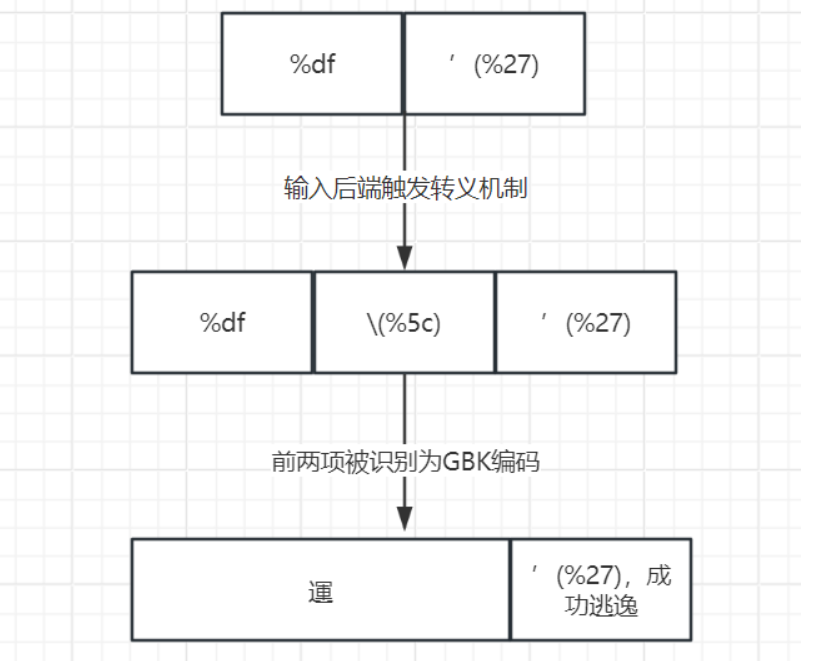 %df
′ (%27)
输入后端触发转义机制
%df
\(%5c)
′ (%27)
前两项被识别为GBK编码
運
′ (%27)，成
功逃逸